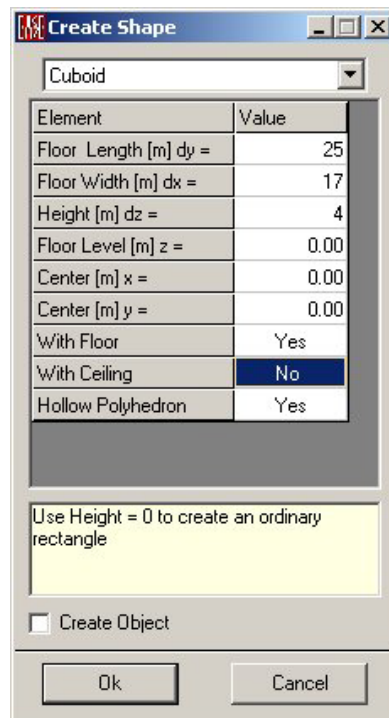 Create Shape
Cuboid
Element Value
Floor Length [m] dy = 25
Floor Width [m] dx = 17
Height [m] dz = 4
Floor Level [m] z = 0.00
Center [m] x = 0.00
Center [m] y = 0.00
With Floor Yes
With Ceiling No
Hollow Polyhedron Yes
Use Height = 0 to create an ordinary
rectangle
Create Object
Ok Cancel